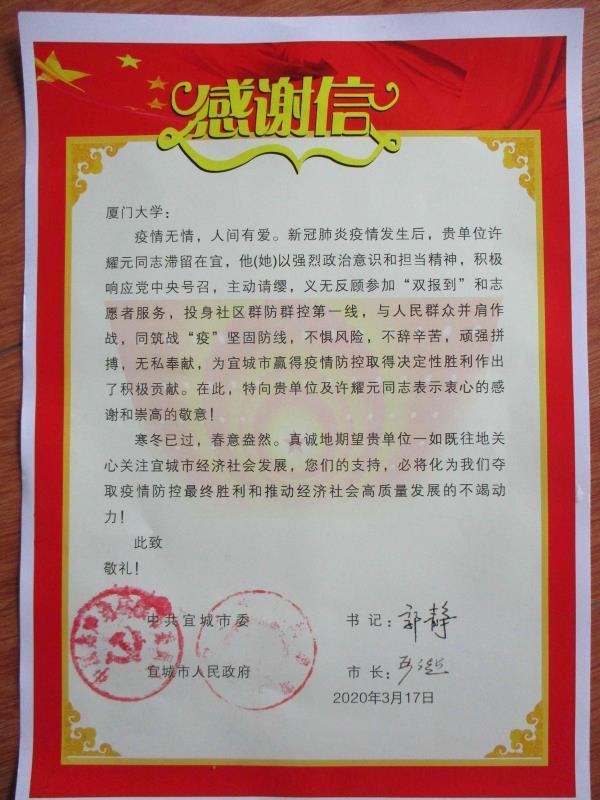 感谢信
厦门大学：
疫情无情，人间有爱。新冠肺炎疫情发生后，贵单位许
耀元同志滞留在宜，他(她)以强烈政治意识和担当精神，积极
响应党中央号召，主动请缨，义无反顾参加“双报到”和志
愿者服务，投身社区群防群控第一线，与人民群众并肩作
战，同筑战“疫”坚固防线，不惧风险，不辞辛苦，顽强拼
搏，无私奉献，为宜城市赢得疫情防控取得决定性胜利作出
了积极贡献。在此，特向贵单位及许耀元同志表示衷心的感
谢和崇高的敬意！
寒冬已过，春意盎然。真诚地期望贵单位一如既往地关
心关注宜城市经济社会发展，您们的支持，必将化为我们夺
取疫情防控最终胜利和推动经济社会高质量发展的不竭动
力！
此致
敬礼！
中共宜城市委 书记：郭静
宜城市人民政府 市长：
2020年3月17日